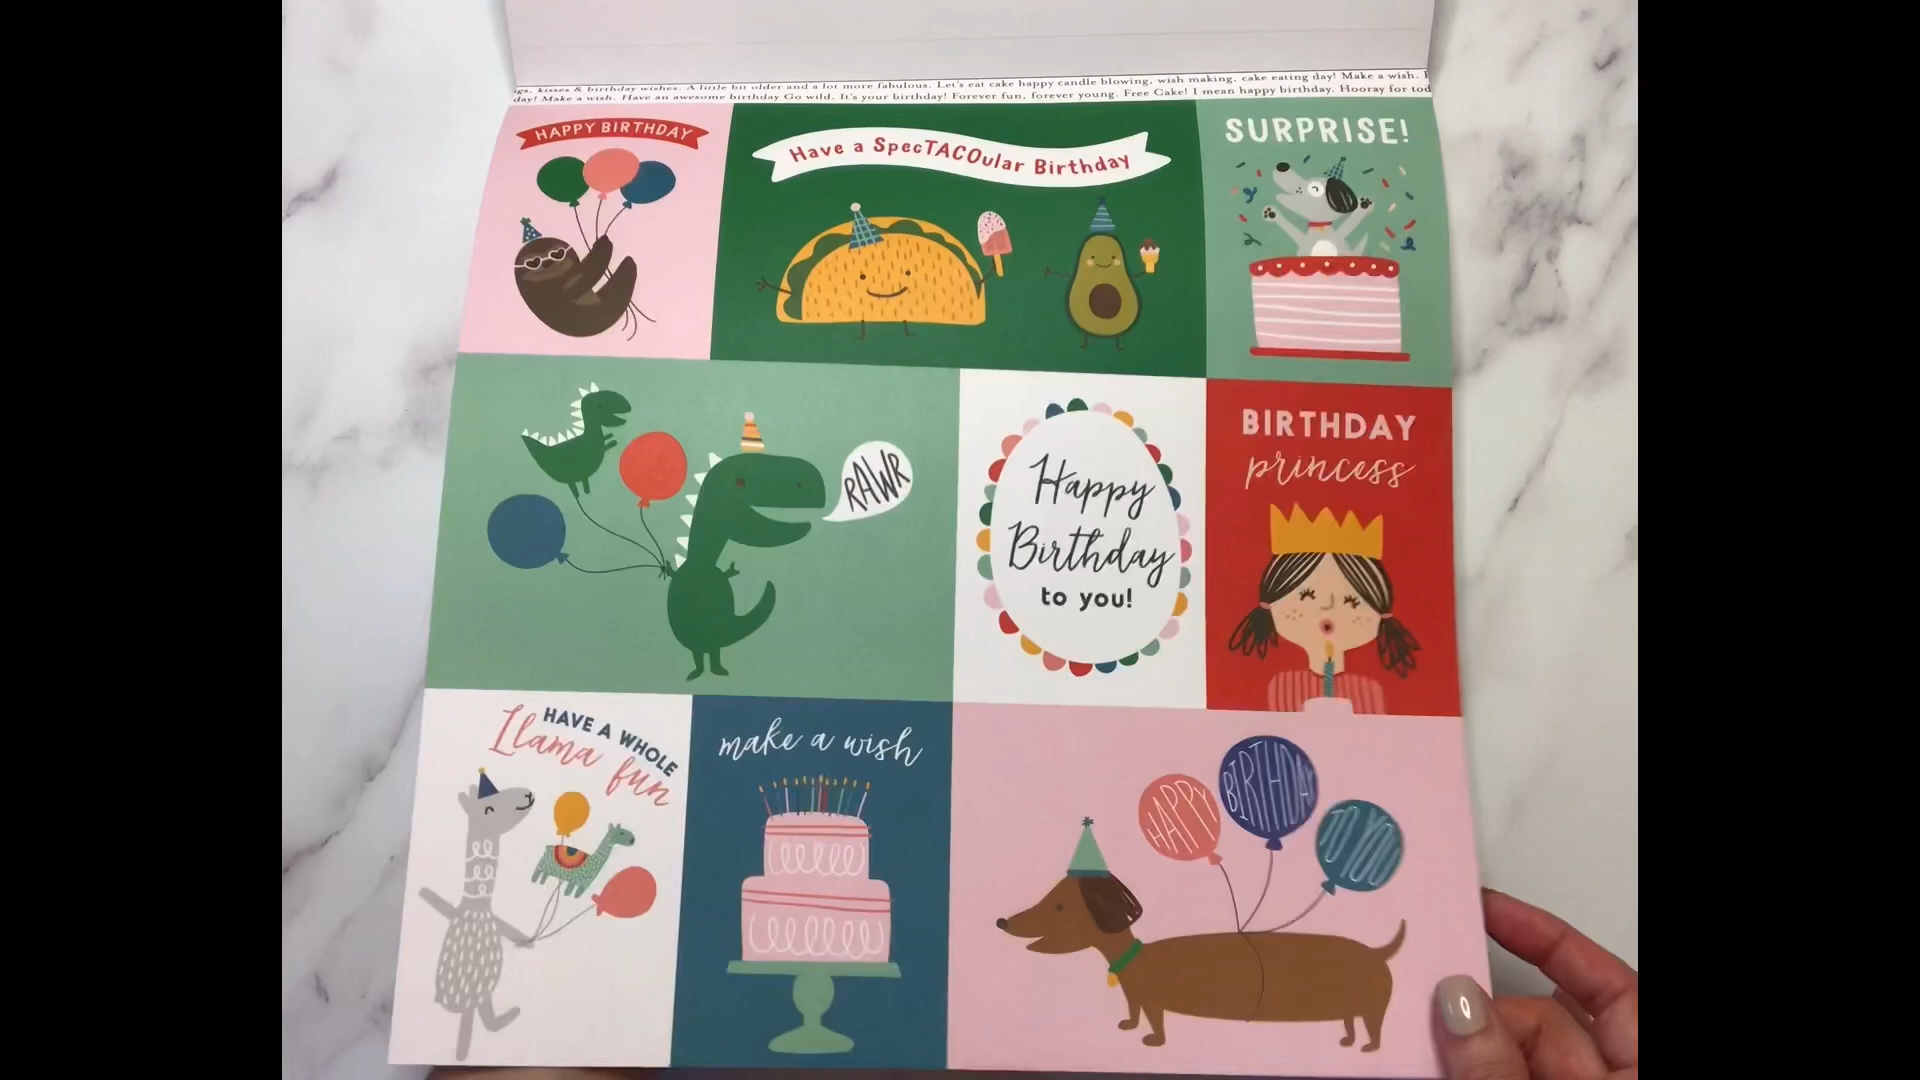 kisses & birthday wishes. A little bit older and a lot more fabulous. Let's eat cake happy candle blowing, wish making, cake eating day! Make a wish.
day! Make a wish. Have an awesome birthday Go wild. It's your birthday! Forever fun, forever young. Free Cake! I mean happy birthday. Hooray for tod
HAPPY BIRTHDAY
Have a SpecTACOular Birthday
SURPRISE!
RAWR
Happy
Birthday
to you!
BIRTHDAY
princess
HAVE A WHOLE
Llama fun
make a wish
HAPPY
BIRTHDAY
TO YOU